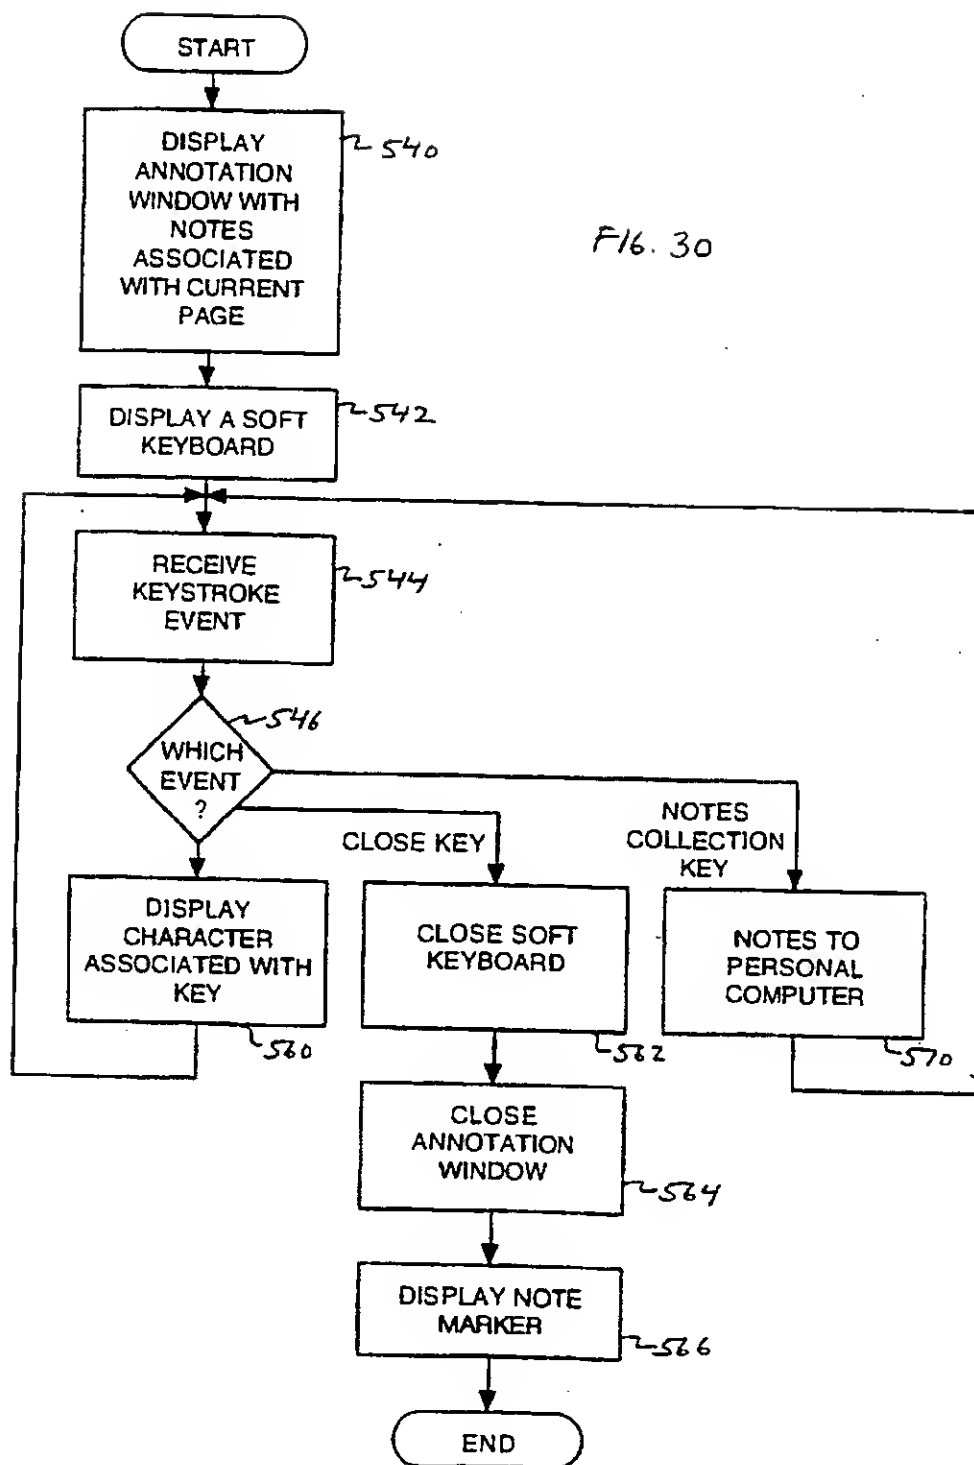 START
DISPLAY
ANNOTATION
WINDOW WITH
NOTES
ASSOCIATED
WITH CURRENT
PAGE
540
FIG. 30
DISPLAY A SOFT
KEYBOARD
542
RECEIVE
KEYSTROKE
EVENT
544
546
WHICH
EVENT
?
CLOSE KEY
NOTES
COLLECTION
KEY
DISPLAY
CHARACTER
ASSOCIATED WITH
KEY
560
CLOSE SOFT
KEYBOARD
562
NOTES TO
PERSONAL
COMPUTER
570
CLOSE
ANNOTATION
WINDOW
564
DISPLAY NOTE
MARKER
566
END